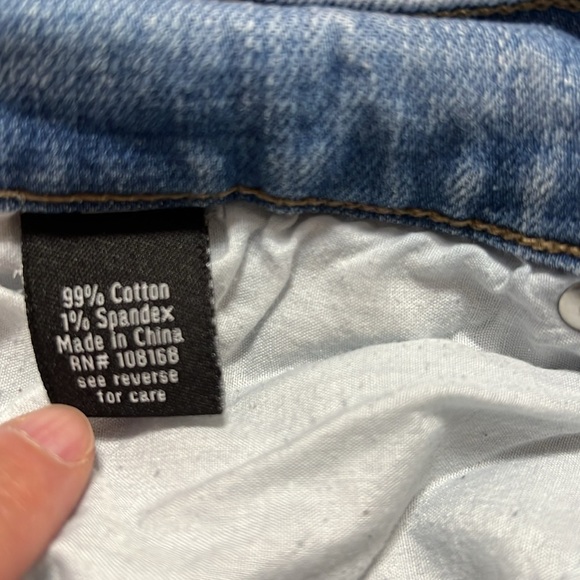 99% Cotton
1% Spandex
Made in China
RN# 108168
see reverse
for care